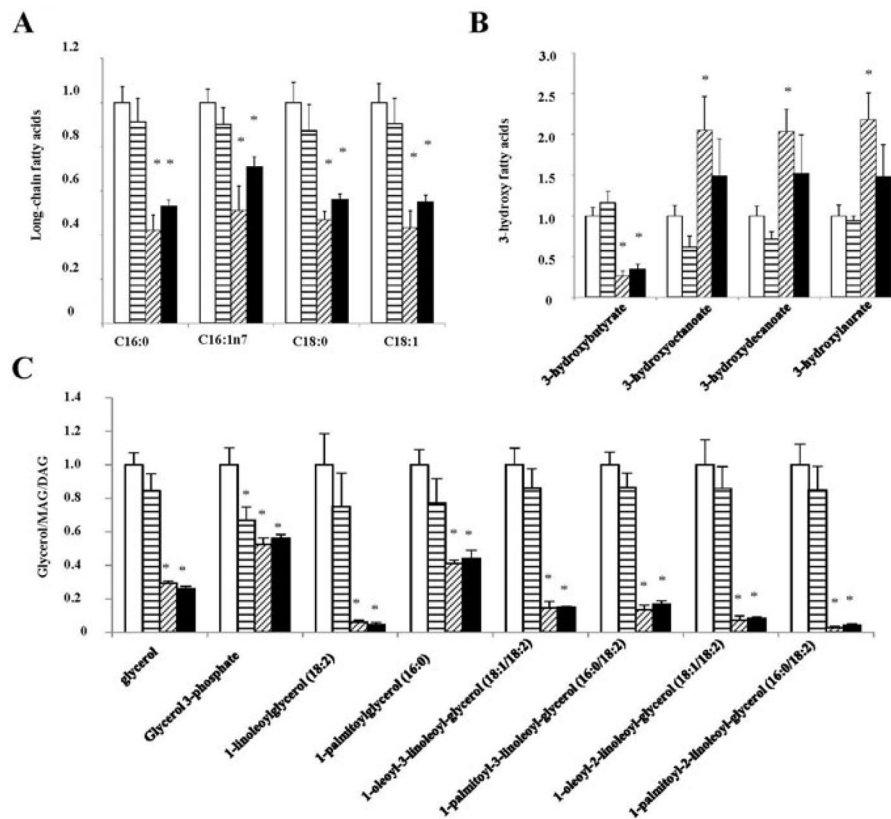 A
Long-chain fatty acids
1.2
1.0
0.8
0.6
0.4
0.2
0
C16:0 C16:1n7 C18:0 C18:1
* * * * * * * *
B
3-hydroxy fatty acids
3.0
2.5
2.0
1.5
1.0
0.5
0.0
* * * * *
3-hydroxybutyrate
3-hydroxyoctanoate
3-hydroxydecanoate
3-hydroxylaurate
C
Glycerol/MAG/DAG
1.4
1.2
1.0
0.8
0.6
0.4
0.2
0
* * * * * * * * * * * * * * * * *
glycerol
Glycerol 3-phosphate
1-linoleoylglycerol (18:2)
1-palmitoylglycerol (16:0)
1-oleoyl-3-linoleoyl-glycerol (18:1/18:2)
1-palmitoyl-3-linoleoyl-glycerol (16:0/18:2)
1-oleoyl-2-linoleoyl-glycerol (18:1/18:2)
1-palmitoyl-2-linoleoyl-glycerol (16:0/18:2)